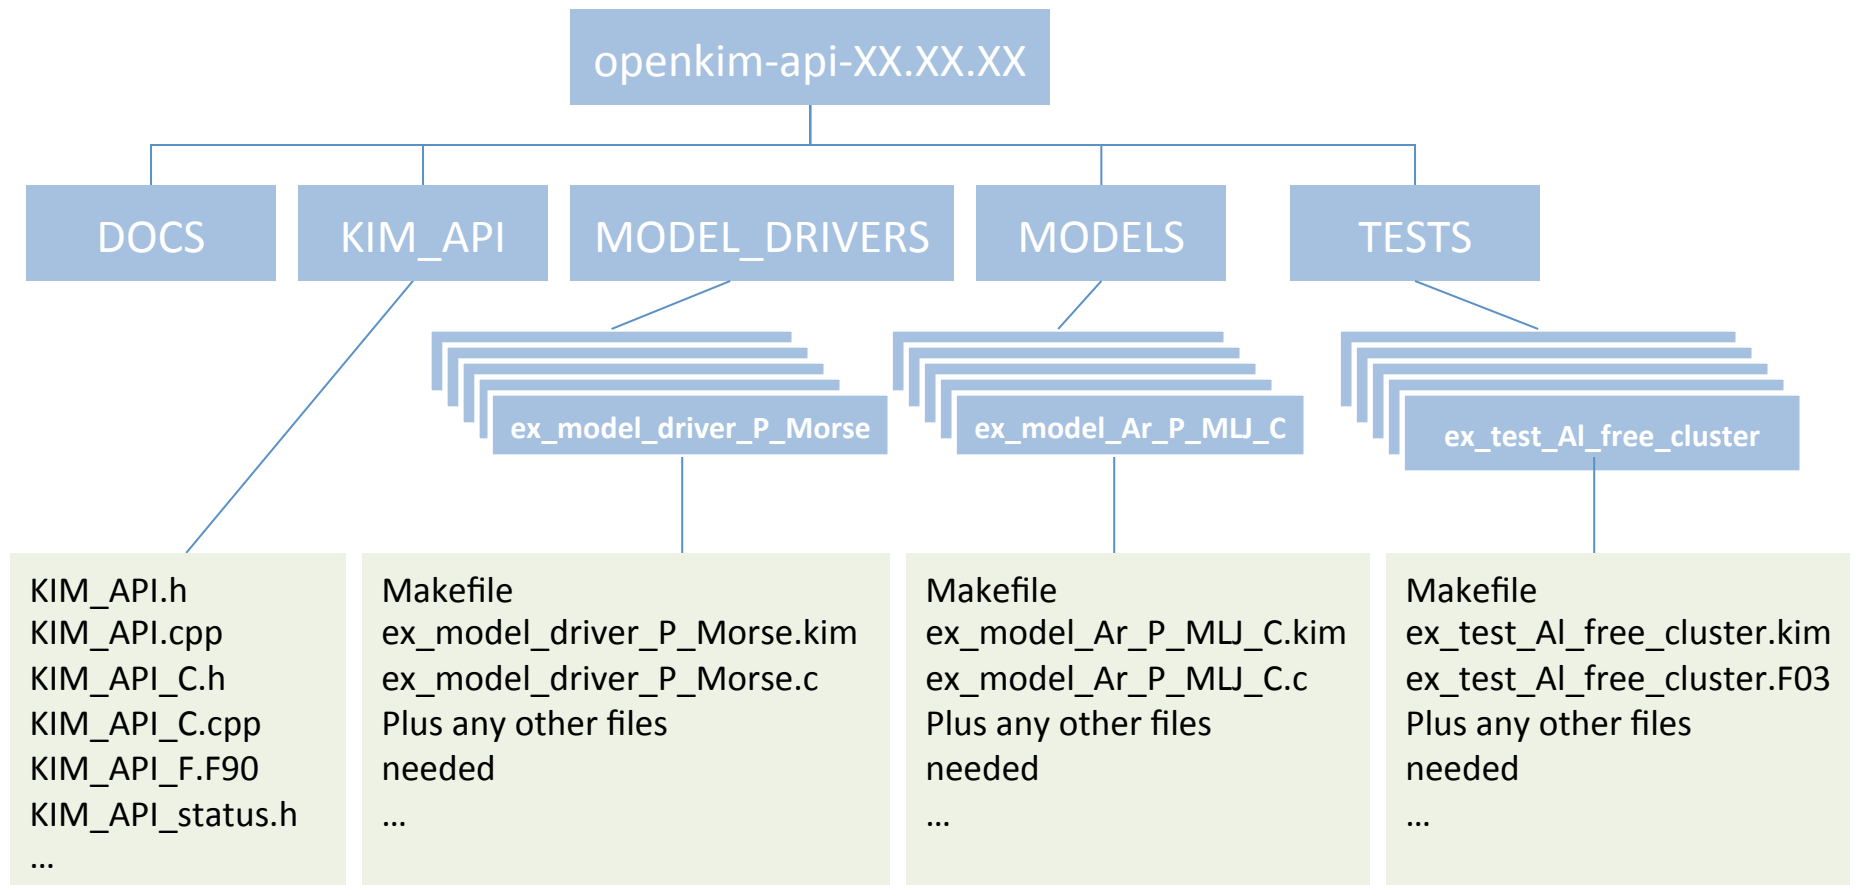 openkim-api-XX.XX.XX
DOCS
KIM_API
MODEL_DRIVERS
MODELS
TESTS
ex_model_driver_P_Morse
ex_model_Ar_P_MLJ_C
ex_test_Al_free_cluster
KIM_API.h
KIM_API.cpp
KIM_API_C.h
KIM_API_C.cpp
KIM_API_F.F90
KIM_API_status.h
...
Makefile
ex_model_driver_P_Morse.kim
ex_model_driver_P_Morse.c
Plus any other files
needed
...
Makefile
ex_model_Ar_P_MLJ_C.kim
ex_model_Ar_P_MLJ_C.c
Plus any other files
needed
...
Makefile
ex_test_Al_free_cluster.kim
ex_test_Al_free_cluster.F03
Plus any other files
needed
...